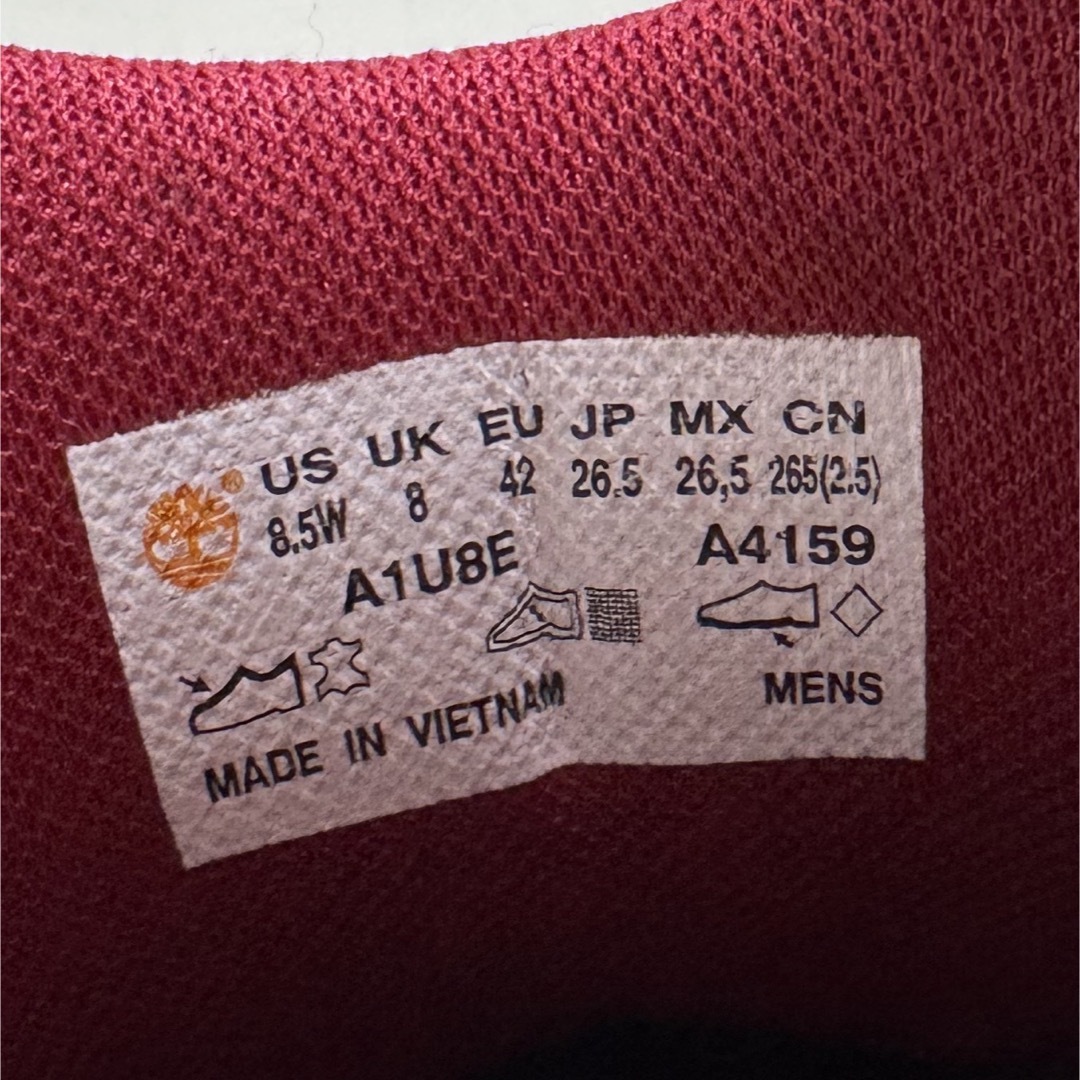 ® US UK EU JP MX CN
8.5W 8 42 26.5 26,5 265(2.5)
A1U8E A4159
MENS
MADE IN VIETNAM